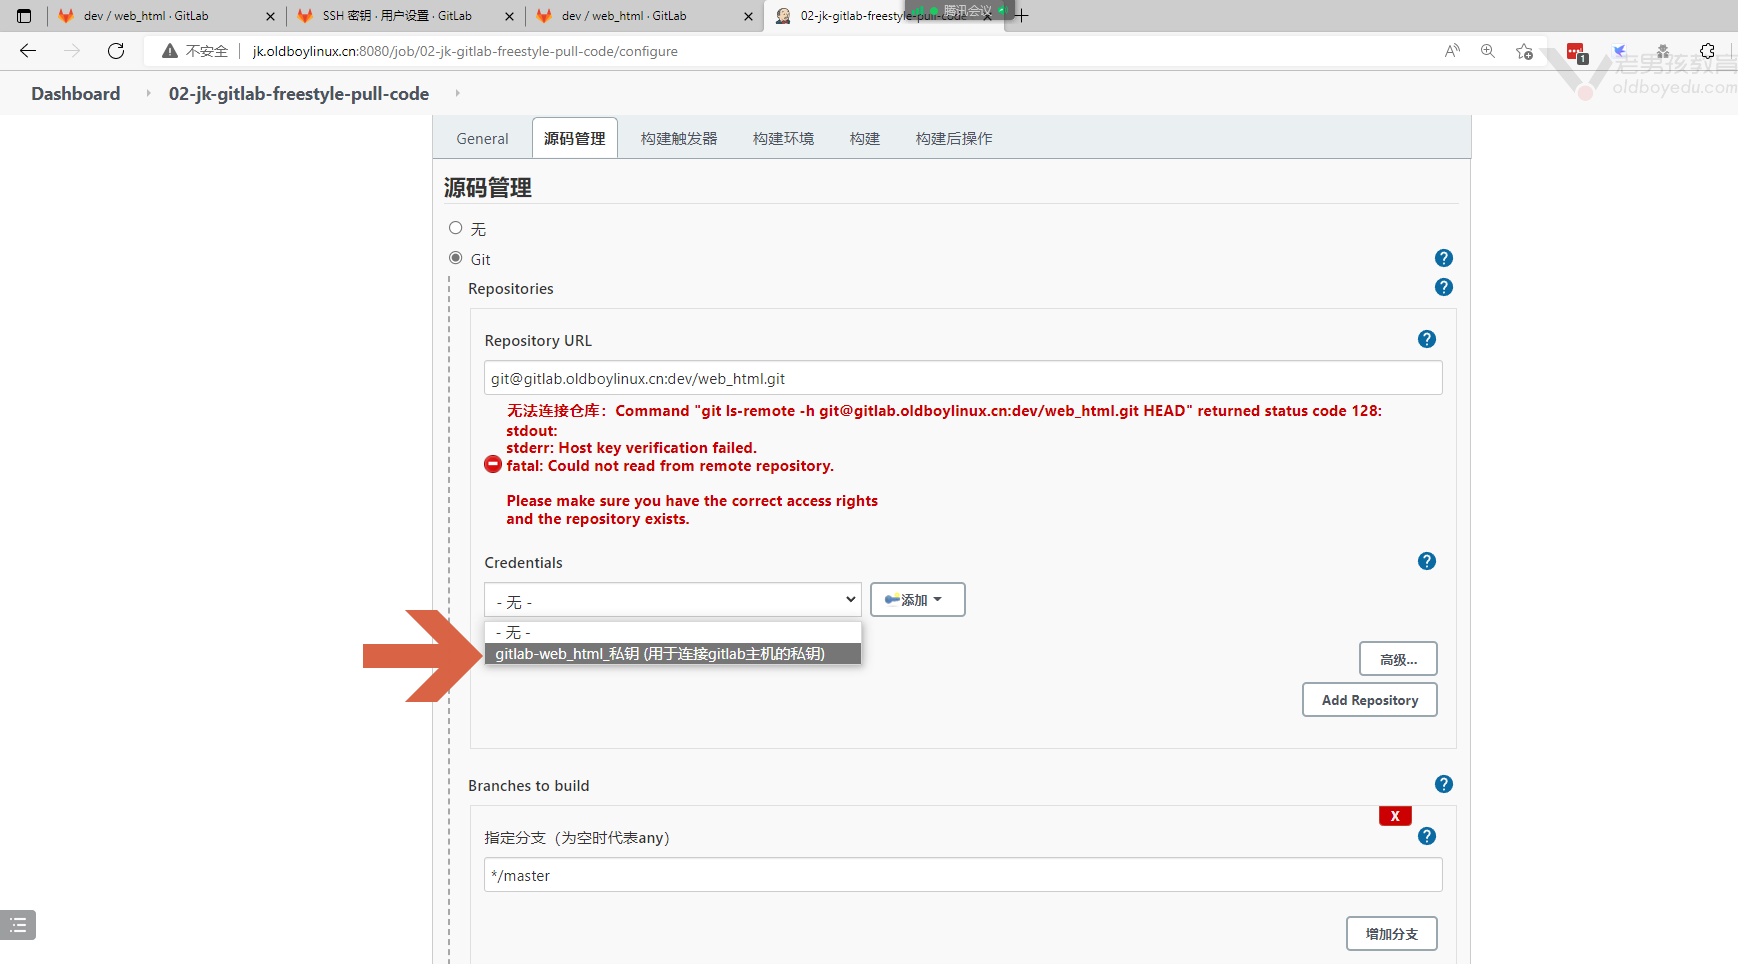 dev / web_html · GitLab
SSH 密钥 · 用户设置 · GitLab
dev / web_html · GitLab
02-jk-gitlab-freestyle-pull-code
腾讯会议
不安全
jk.oldboylinux.cn:8080/job/02-jk-gitlab-freestyle-pull-code/configure
1
老男孩教育
oldboyedu.com
Dashboard
02-jk-gitlab-freestyle-pull-code
General
源码管理
构建触发器
构建环境
构建
构建后操作
源码管理
无
Git
Repositories
Repository URL
git@gitlab.oldboylinux.cn:dev/web_html.git
无法连接仓库：Command "git ls-remote -h git@gitlab.oldboylinux.cn:dev/web_html.git HEAD" returned status code 128:
stdout:
stderr: Host key verification failed.
fatal: Could not read from remote repository.
Please make sure you have the correct access rights
and the repository exists.
Credentials
- 无 -
添加
- 无 -
gitlab-web_html_私钥 (用于连接gitlab主机的私钥)
高级...
Add Repository
Branches to build
X
指定分支（为空时代表any）
*/master
增加分支